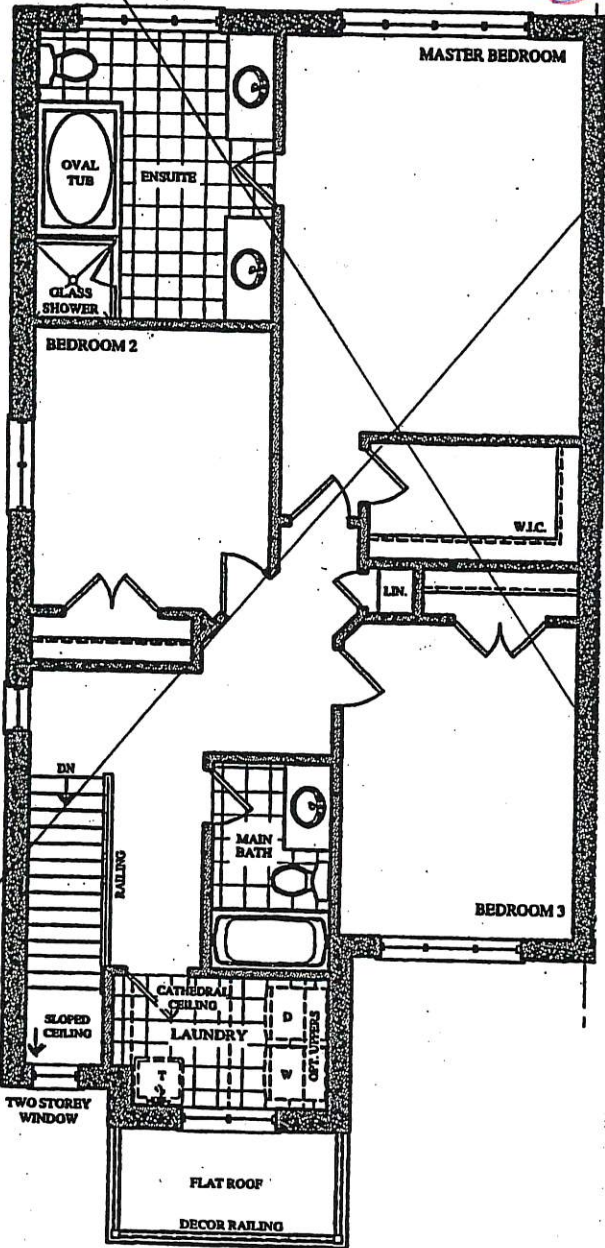 MASTER BEDROOM
OVAL
TUB
ENSUITE
GLASS
SHOWER
BEDROOM 2
W.I.C.
LIN.
DN
RAILING
MAIN
BATH
BEDROOM 3
CATHEDRAL
CEILING
LAUNDRY
D
W
OPT. UPPERS
T
SLOPED
CEILING
TWO STOREY
WINDOW
FLAT ROOF
DECOR RAILING